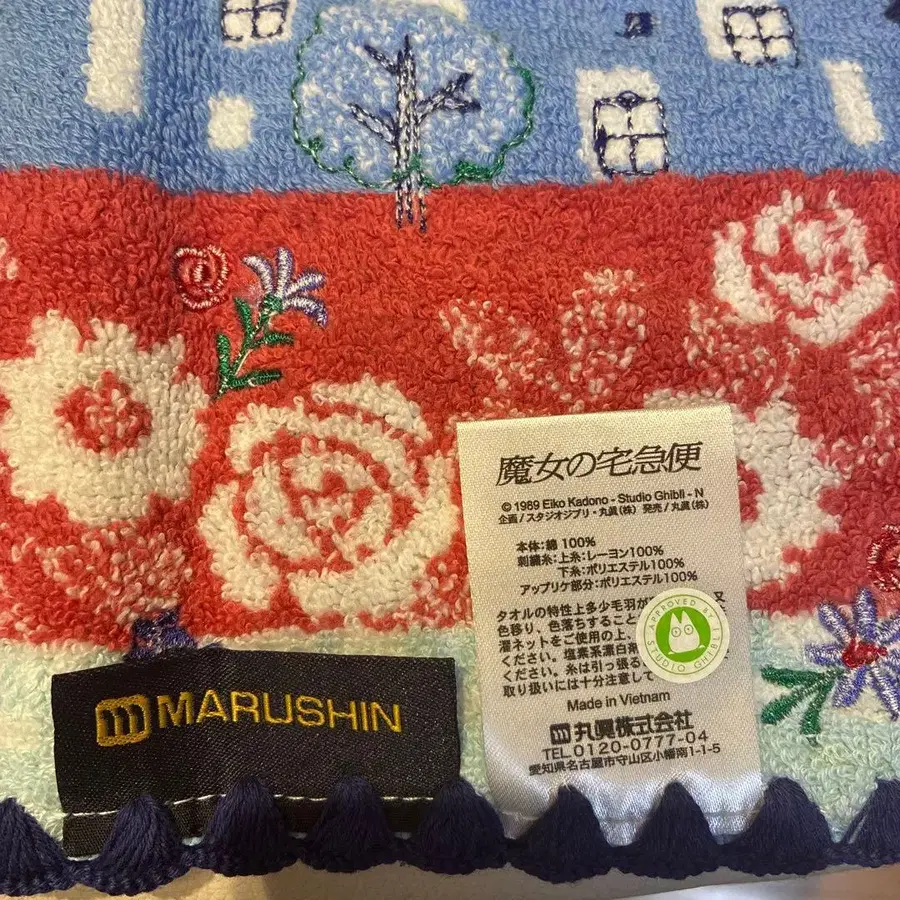 魔女の宅急便
© 1989 Eiko Kadono - Studio Ghibli - N
企画/スタジオジブリ・丸眞(株) 発売/丸眞(株)
本体:綿 100%
刺繍糸:上糸:レーヨン100%
下糸:ポリエステル100%
アップリケ部分:ポリエステル100%
タオルの特性上多少毛羽が
色移り、色落ちすること
濯ネットをご使用の上、
ください。塩素系漂白
ください。糸は引っ張る
取り扱いには十分注意して
APPROVED BY
STUDIO GHIBLI
Made in Vietnam
m 丸眞株式会社
TEL.0120-0777-04
愛知県名古屋市守山区小幡南1-1-5
m MARUSHIN